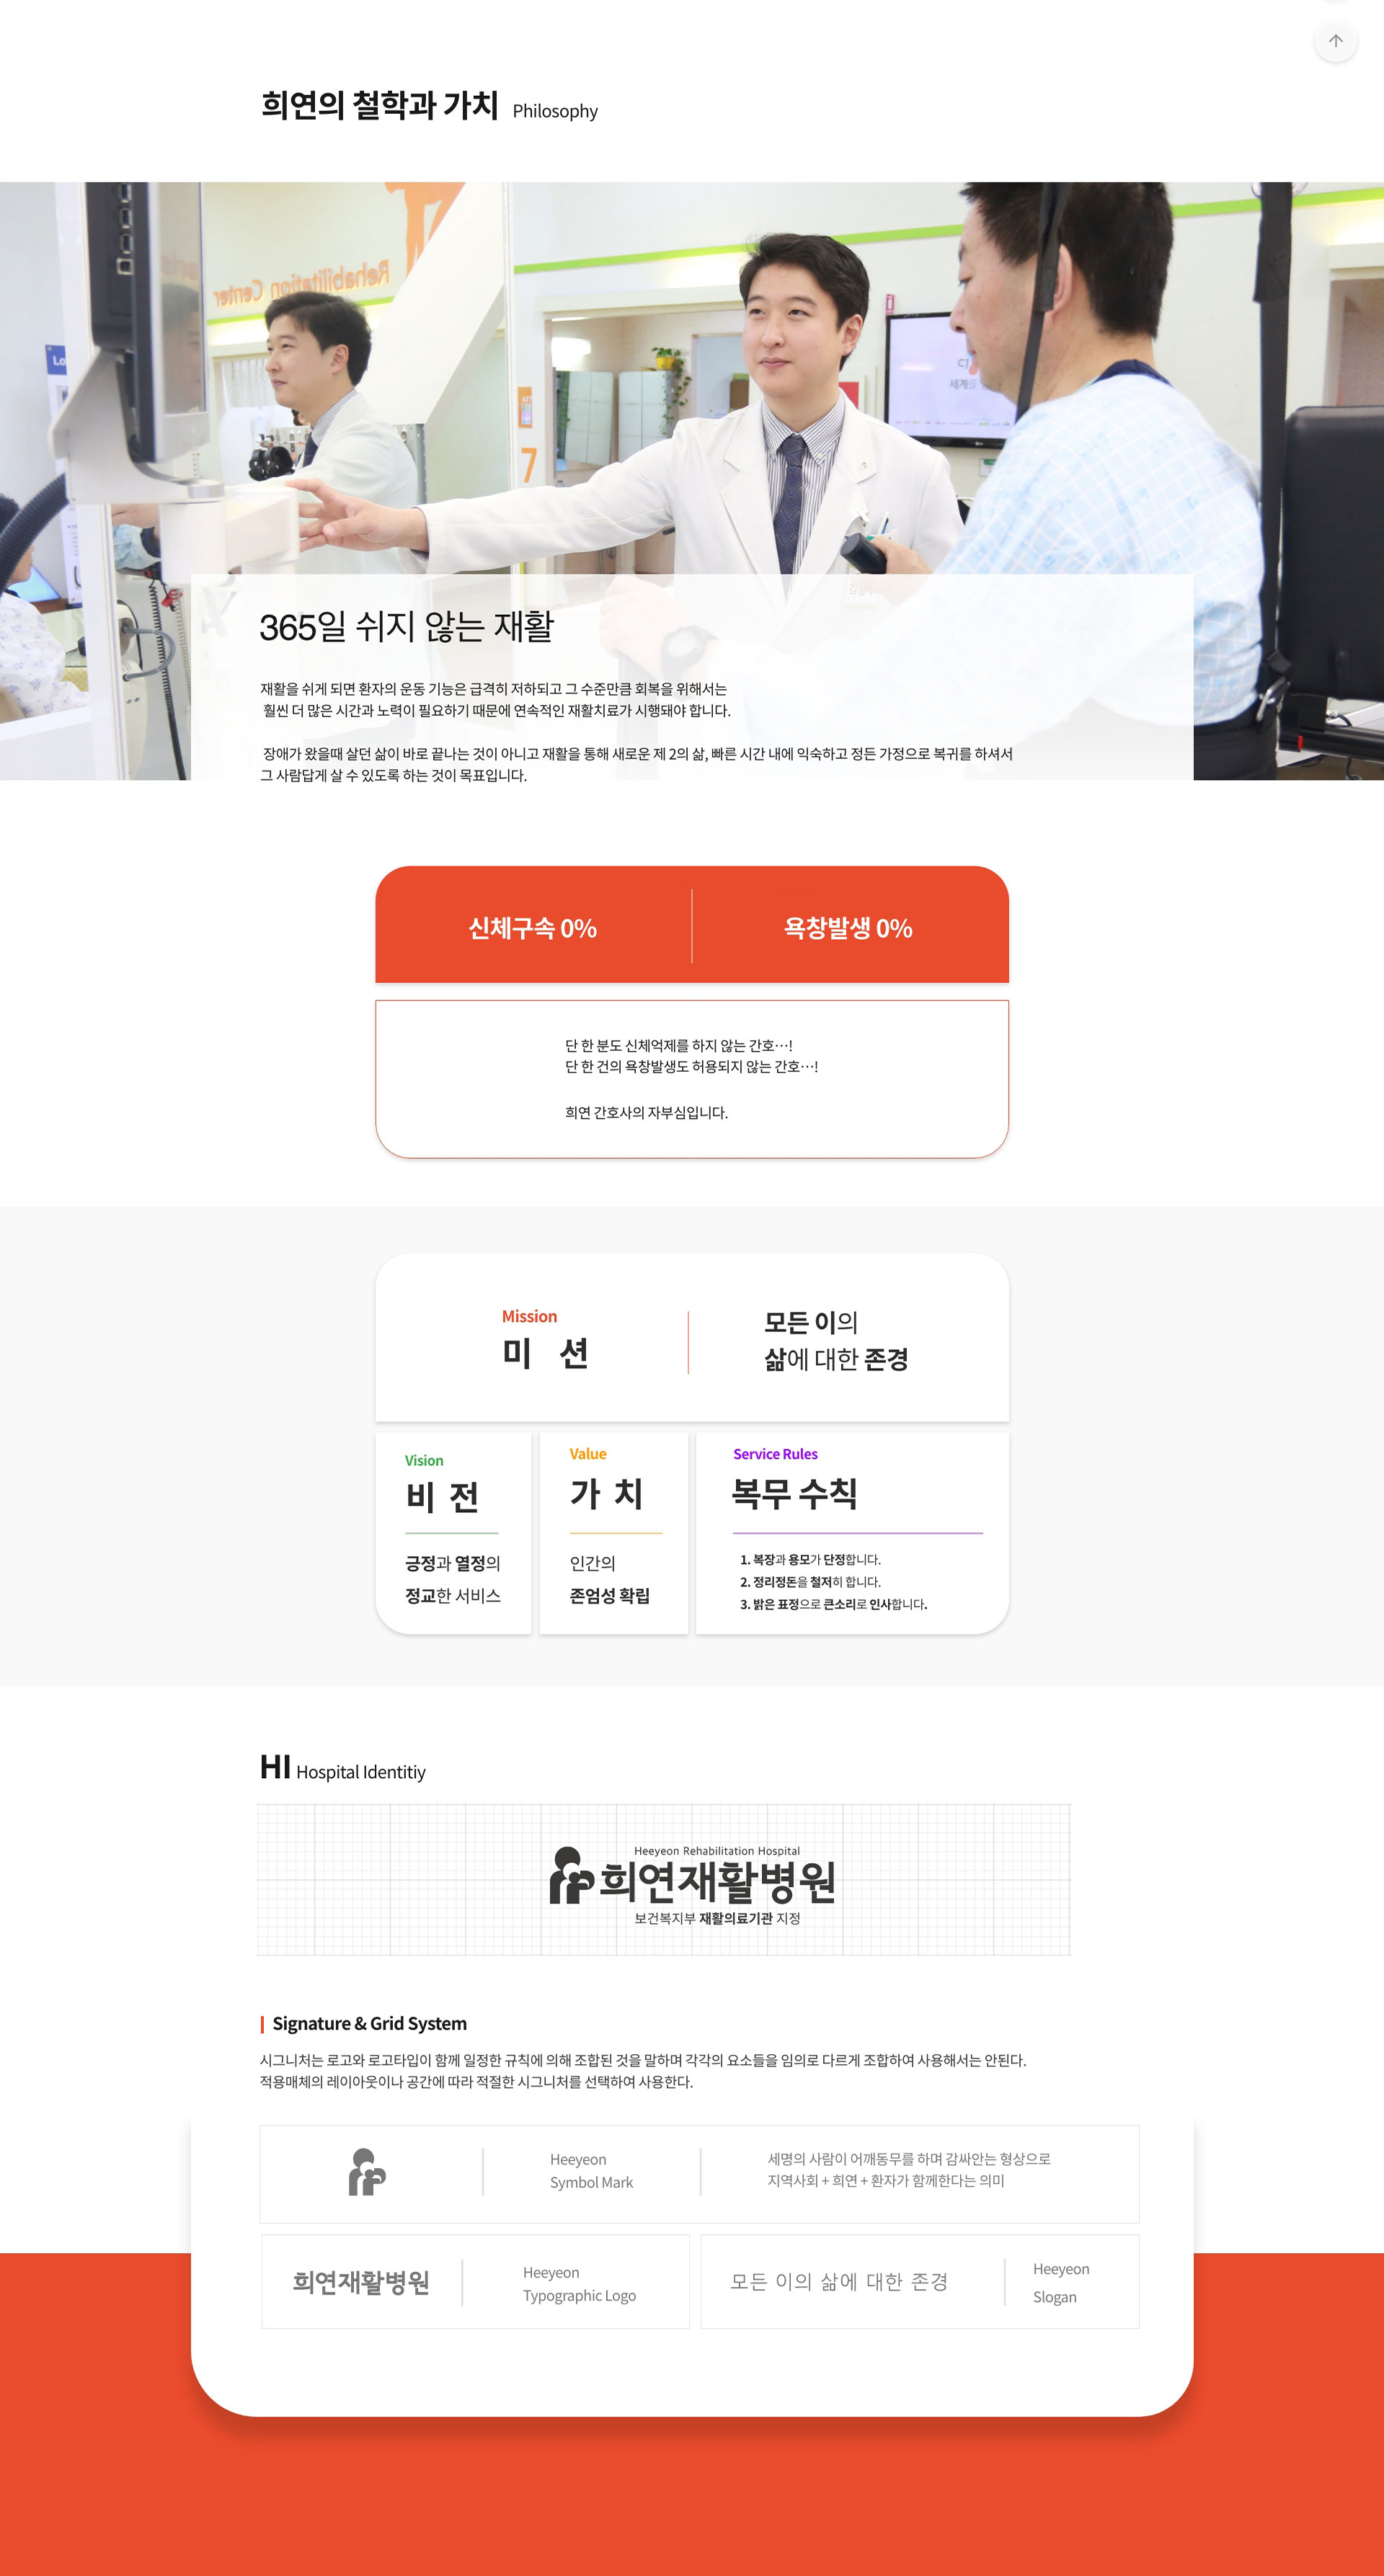 희연의 철학과 가치 Philosophy
Rehabilitation Center
Lo
7
CJ
세계
365일 쉬지 않는 재활
재활을 쉬게 되면 환자의 운동 기능은 급격히 저하되고 그 수준만큼 회복을 위해서는
훨씬 더 많은 시간과 노력이 필요하기 때문에 연속적인 재활치료가 시행돼야 합니다.
장애가 왔을때 살던 삶이 바로 끝나는 것이 아니고 재활을 통해 새로운 제 2의 삶, 빠른 시간 내에 익숙하고 정든 가정으로 복귀를 하셔서
그 사람답게 살 수 있도록 하는 것이 목표입니다.
신체구속 0%
욕창발생 0%
단 한 분도 신체억제를 하지 않는 간호…!
단 한 건의 욕창발생도 허용되지 않는 간호…!
희연 간호사의 자부심입니다.
Mission
미 션
모든 이의
삶에 대한 존경
Vision
비 전
긍정과 열정의
정교한 서비스
Value
가 치
인간의
존엄성 확립
Service Rules
복무 수칙
1. 복장과 용모가 단정합니다.
2. 정리정돈을 철저히 합니다.
3. 밝은 표정으로 큰소리로 인사합니다.
HI Hospital Identitiy
Heeyeon Rehabilitation Hospital
희연재활병원
보건복지부 재활의료기관 지정
Signature & Grid System
시그니처는 로고와 로고타입이 함께 일정한 규칙에 의해 조합된 것을 말하며 각각의 요소들을 임의로 다르게 조합하여 사용해서는 안된다.
적용매체의 레이아웃이나 공간에 따라 적절한 시그니처를 선택하여 사용한다.
Heeyeon
Symbol Mark
세명의 사람이 어깨동무를 하며 감싸안는 형상으로
지역사회 + 희연 + 환자가 함께한다는 의미
희연재활병원
Heeyeon
Typographic Logo
모든 이의 삶에 대한 존경
Heeyeon
Slogan